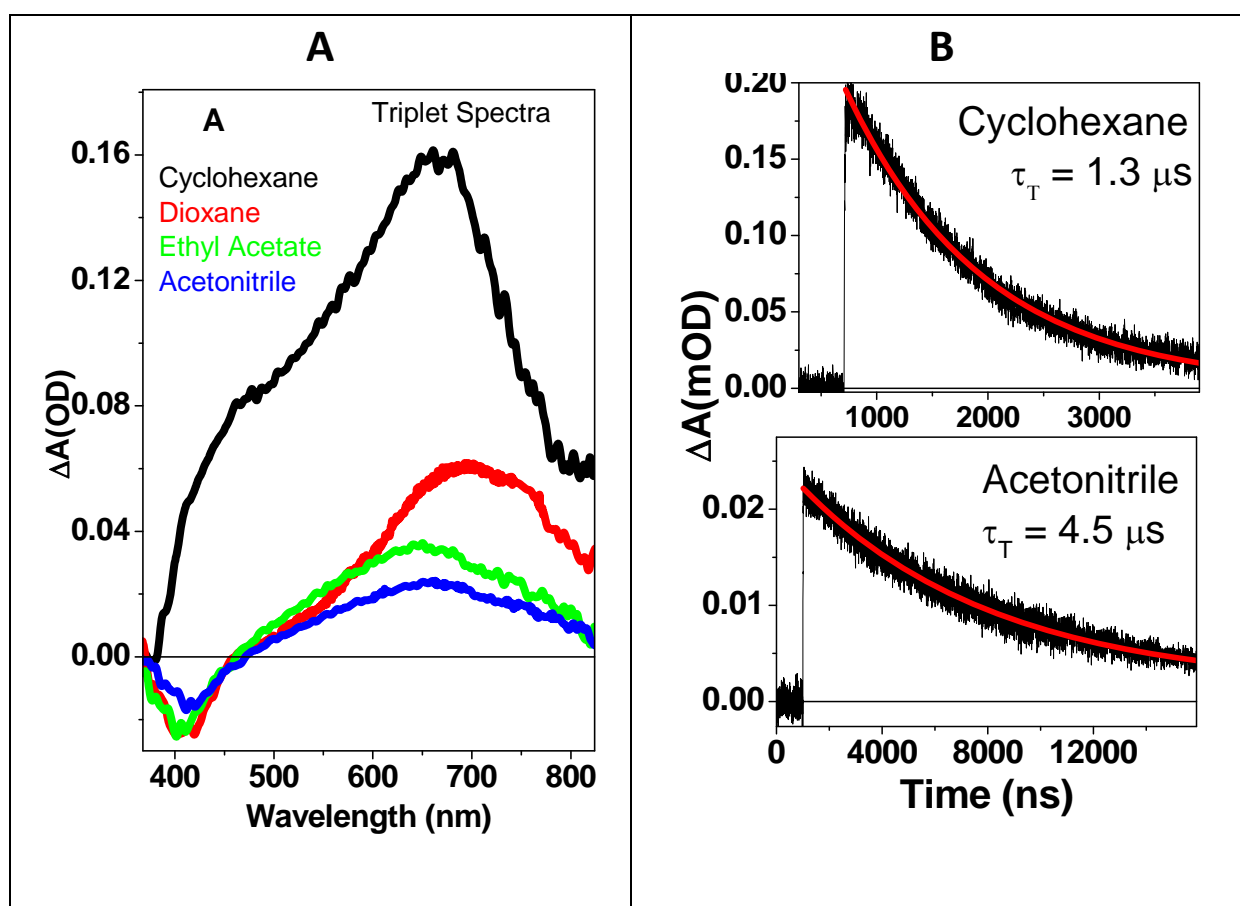 A
A
Triplet Spectra
Cyclohexane
Dioxane
Ethyl Acetate
Acetonitrile
0.16
0.12
0.08
0.04
0.00
ΔA(OD)
400 500 600 700 800
Wavelength (nm)
B
Cyclohexane
τT = 1.3 μs
0.20
0.15
0.10
0.05
0.00
1000 2000 3000
ΔA(mOD)
Acetonitrile
τT = 4.5 μs
0.02
0.01
0.00
0 4000 8000 12000
Time (ns)